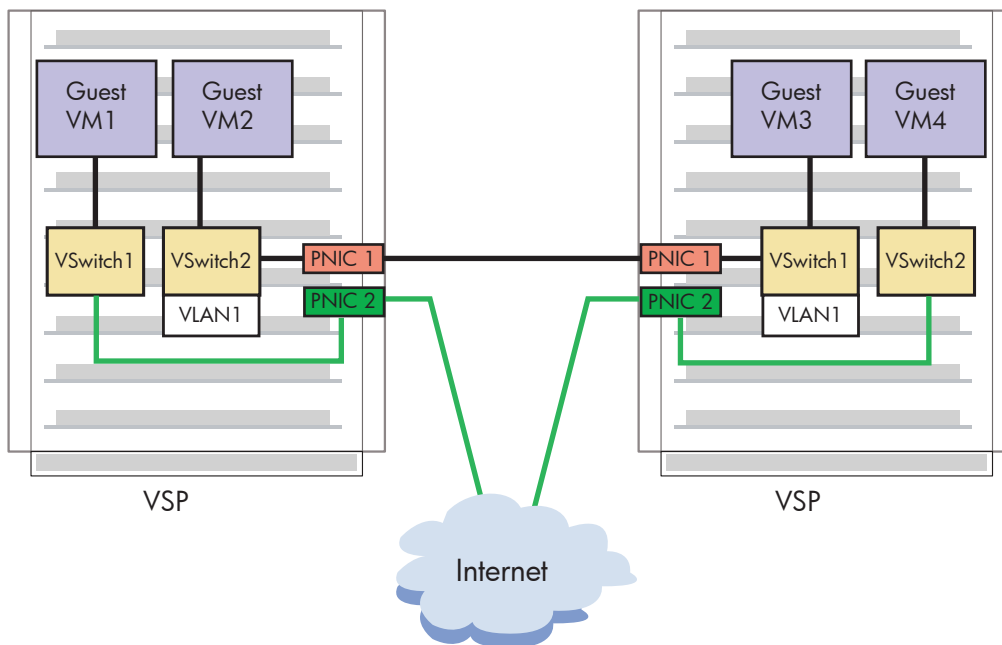 Guest
VM1
Guest
VM2
Guest
VM3
Guest
VM4
VSwitch1
VSwitch2
PNIC 1
PNIC 1
VSwitch1
VSwitch2
PNIC 2
PNIC 2
VLAN1
VLAN1
VSP
VSP
Internet